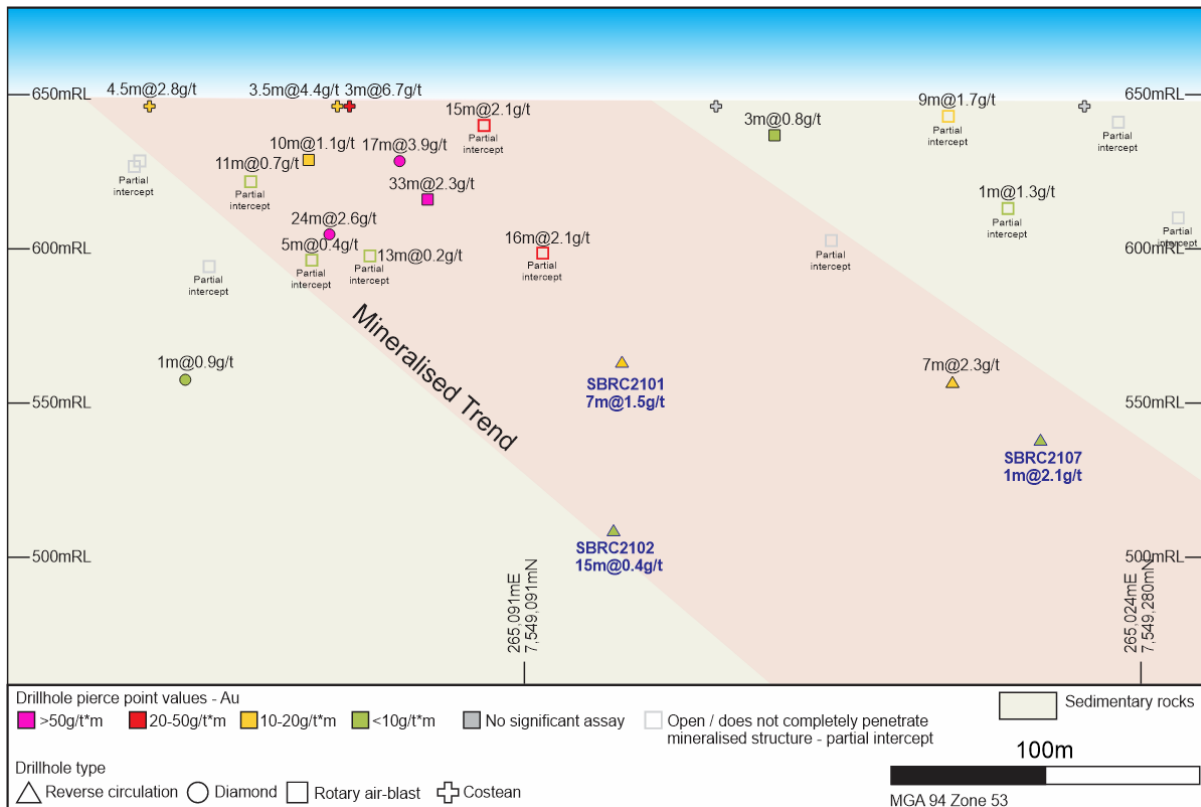 650mRL
650mRL
4.5m@2.8g/t
3.5m@4.4g/t
3m@6.7g/t
15m@2.1g/t
Partial
intercept
3m@0.8g/t
9m@1.7g/t
Partial
intercept
Partial
intercept
Partial
intercept
11m@0.7g/t
Partial
intercept
10m@1.1g/t
17m@3.9g/t
33m@2.3g/t
1m@1.3g/t
Partial
intercept
Partial
intercept
600mRL
600mRL
24m@2.6g/t
5m@0.4g/t
Partial
intercept
13m@0.2g/t
Partial
intercept
16m@2.1g/t
Partial
intercept
Partial
intercept
Partial
intercept
1m@0.9g/t
Mineralised Trend
SBRC2101
7m@1.5g/t
7m@2.3g/t
550mRL
550mRL
SBRC2107
1m@2.1g/t
500mRL
500mRL
SBRC2102
15m@0.4g/t
265,091mE
7,549,091mN
265,024mE
7,549,280mN
Drillhole pierce point values - Au
>50g/t*m
20-50g/t*m
10-20g/t*m
<10g/t*m
No significant assay
Open / does not completely penetrate
mineralised structure - partial intercept
Sedimentary rocks
Drillhole type
Reverse circulation
Diamond
Rotary air-blast
Costean
100m
MGA 94 Zone 53